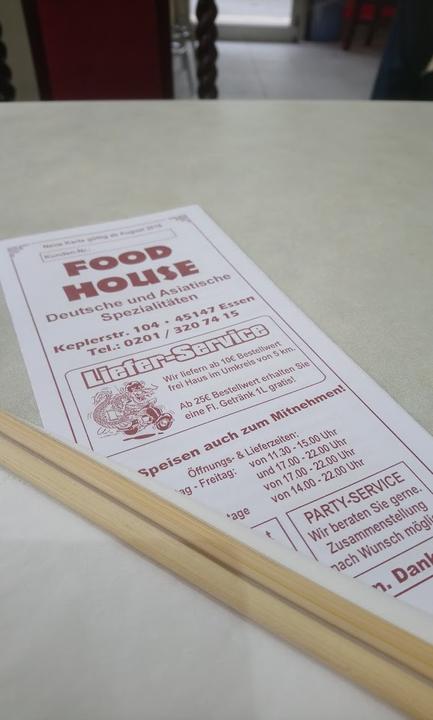 Neue Karte gültig ab August 2018
Kunden-Nr.:
FOOD
HOUSE
Deutsche und Asiatische
Spezialitäten
Keplerstr. 104 • 45147 Essen
Tel.: 0201 / 320 74 15
Liefer-Service
Wir liefern ab 10€ Bestellwert
frei Haus im Umkreis von 5 km.
Ab 25€ Bestellwert erhalten Sie
eine Fl. Getränk 1L gratis!
Speisen auch zum Mitnehmen!
Öffnungs- & Lieferzeiten:
ag - Freitag: von 11.30 - 15.00 Uhr
und 17.00 - 22.00 Uhr
von 17.00 - 22.00 Uhr
tage von 14.00 - 22.00 Uhr
PARTY-SERVICE
Wir beraten Sie gerne.
Zusammenstellung
nach Wunsch mögli
n. Dank